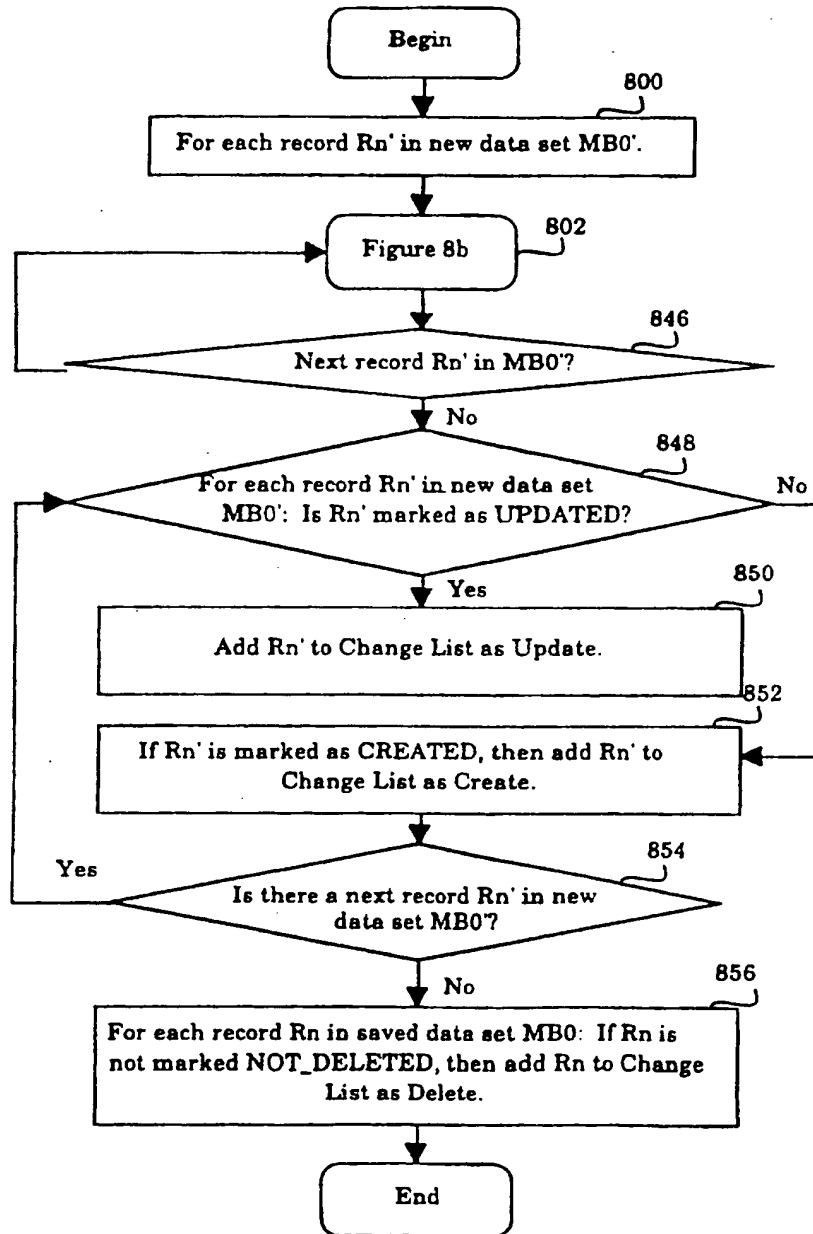 Begin
800
For each record Rn' in new data set MB0'.
Figure 8b
802
846
Next record Rn' in MB0'?
No
848
For each record Rn' in new data set
MB0': Is Rn' marked as UPDATED?
No
Yes
850
Add Rn' to Change List as Update.
852
If Rn' is marked as CREATED, then add Rn' to
Change List as Create.
Yes
854
Is there a next record Rn' in new
data set MB0'?
No
856
For each record Rn in saved data set MB0: If Rn is
not marked NOT_DELETED, then add Rn to Change
List as Delete.
End